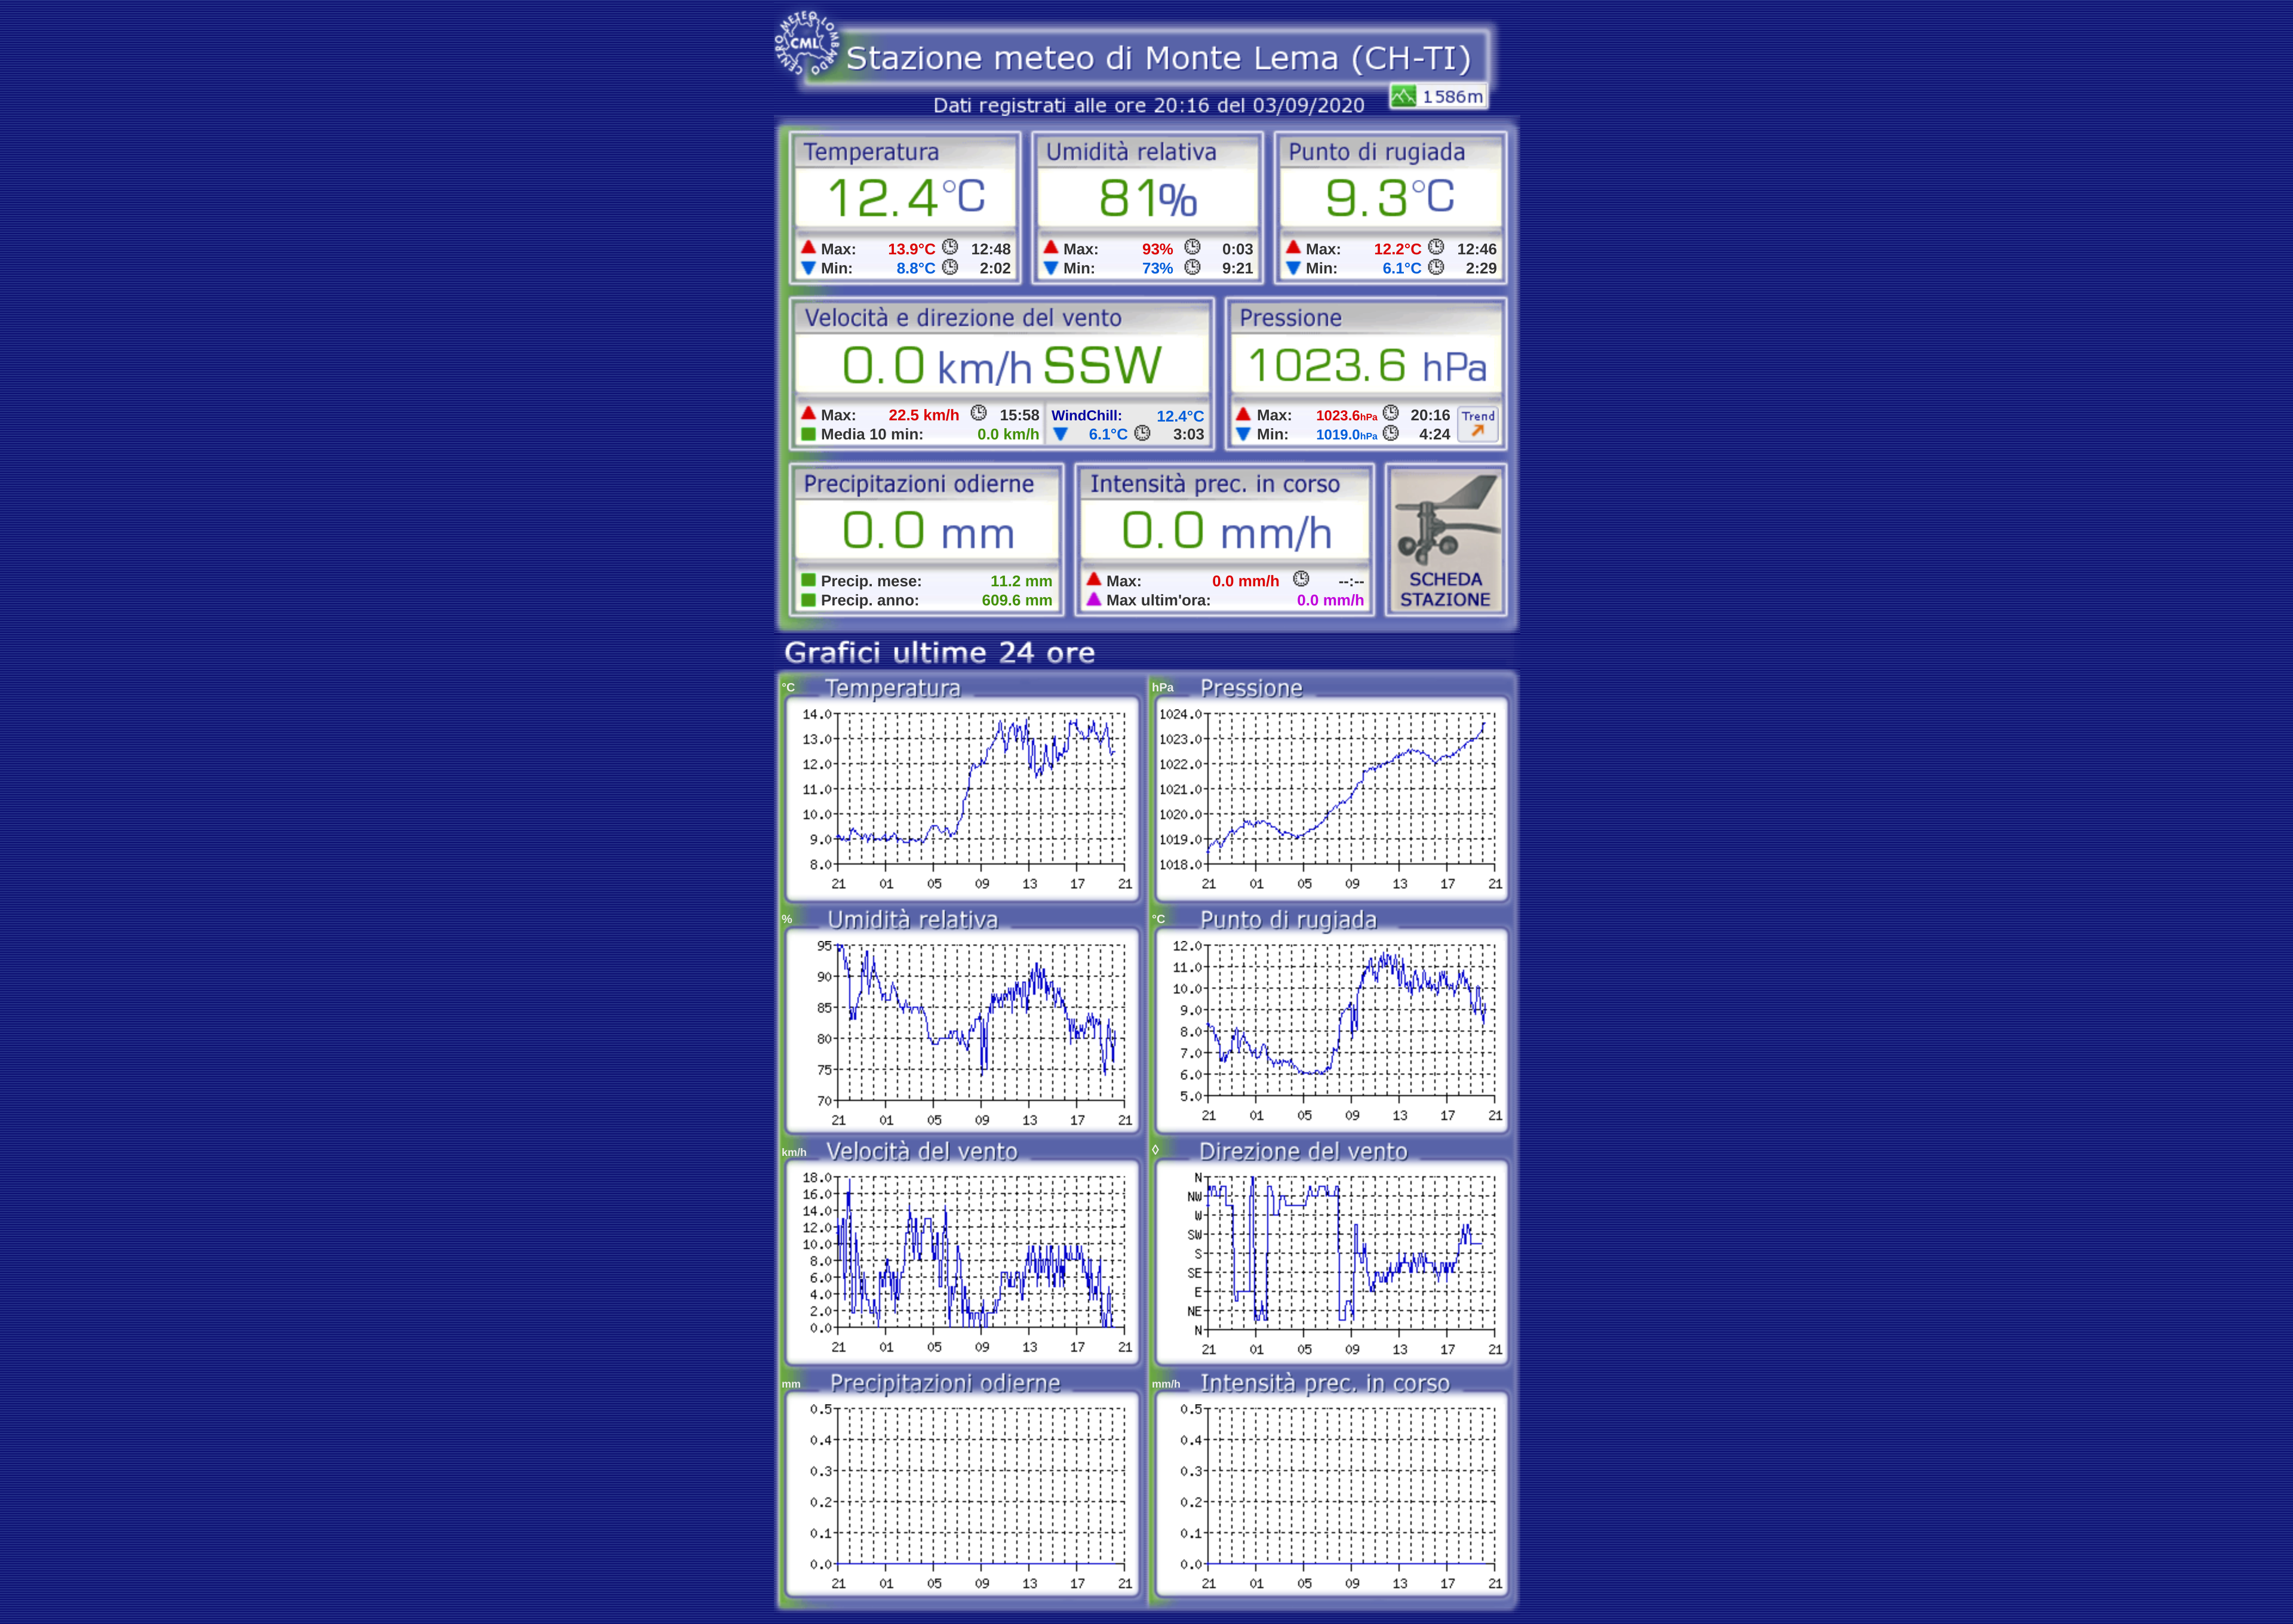 CENTRO METEO LOMBARDO
CML
Stazione meteo di Monte Lema (CH-TI)
Dati registrati alle ore 20:16 del 03/09/2020
1586m
Temperatura
12.4°C
Max: 13.9°C 12:48
Min: 8.8°C 2:02
Umidità relativa
81%
Max: 93% 0:03
Min: 73% 9:21
Punto di rugiada
9.3°C
Max: 12.2°C 12:46
Min: 6.1°C 2:29
Velocità e direzione del vento
0.0 km/h SSW
Max: 22.5 km/h 15:58
Media 10 min: 0.0 km/h
WindChill: 12.4°C
6.1°C 3:03
Pressione
1023.6 hPa
Max: 1023.6hPa 20:16
Min: 1019.0hPa 4:24
Trend
Precipitazioni odierne
0.0 mm
Precip. mese: 11.2 mm
Precip. anno: 609.6 mm
Intensità prec. in corso
0.0 mm/h
Max: 0.0 mm/h --:--
Max ultim'ora: 0.0 mm/h
SCHEDA
STAZIONE
Grafici ultime 24 ore
°C Temperatura
14.0
13.0
12.0
11.0
10.0
9.0
8.0
21 01 05 09 13 17 21
hPa Pressione
1024.0
1023.0
1022.0
1021.0
1020.0
1019.0
1018.0
21 01 05 09 13 17 21
% Umidità relativa
95
90
85
80
75
70
21 01 05 09 13 17 21
°C Punto di rugiada
12.0
11.0
10.0
9.0
8.0
7.0
6.0
5.0
21 01 05 09 13 17 21
km/h Velocità del vento
18.0
16.0
14.0
12.0
10.0
8.0
6.0
4.0
2.0
0.0
21 01 05 09 13 17 21
◊ Direzione del vento
N
NW
W
SW
S
SE
E
NE
N
21 01 05 09 13 17 21
mm Precipitazioni odierne
0.5
0.4
0.3
0.2
0.1
0.0
21 01 05 09 13 17 21
mm/h Intensità prec. in corso
0.5
0.4
0.3
0.2
0.1
0.0
21 01 05 09 13 17 21